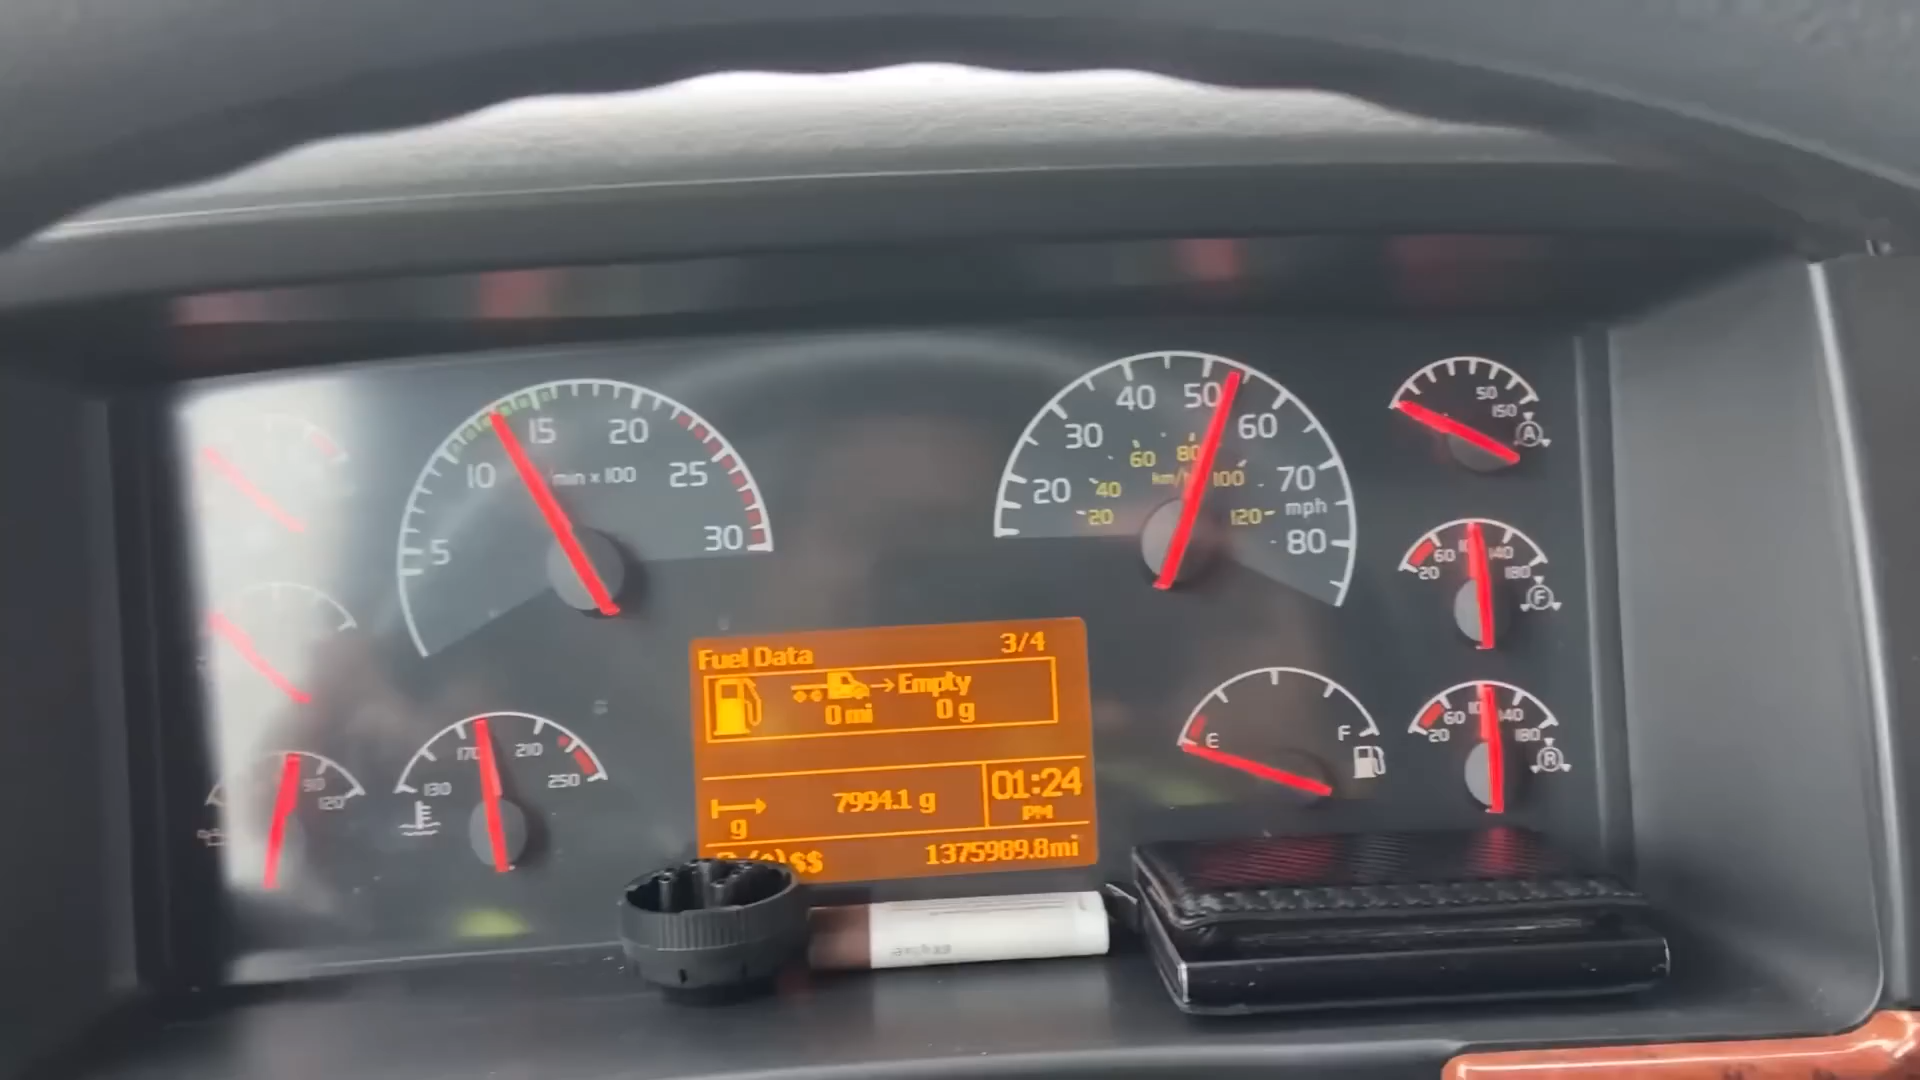 5
10
15
20
25
30
min x 100
20
30
40
50
60
70
80
mph
20
40
60
80
100
120
km/h
50
150
A
20
60
140
180
F
20
60
140
180
R
E
F
130
170
210
250
90
120
Fuel Data
3/4
Empty
0 mi
0 g
g
7994.1 g
01:24
PM
$$
1375989.8mi